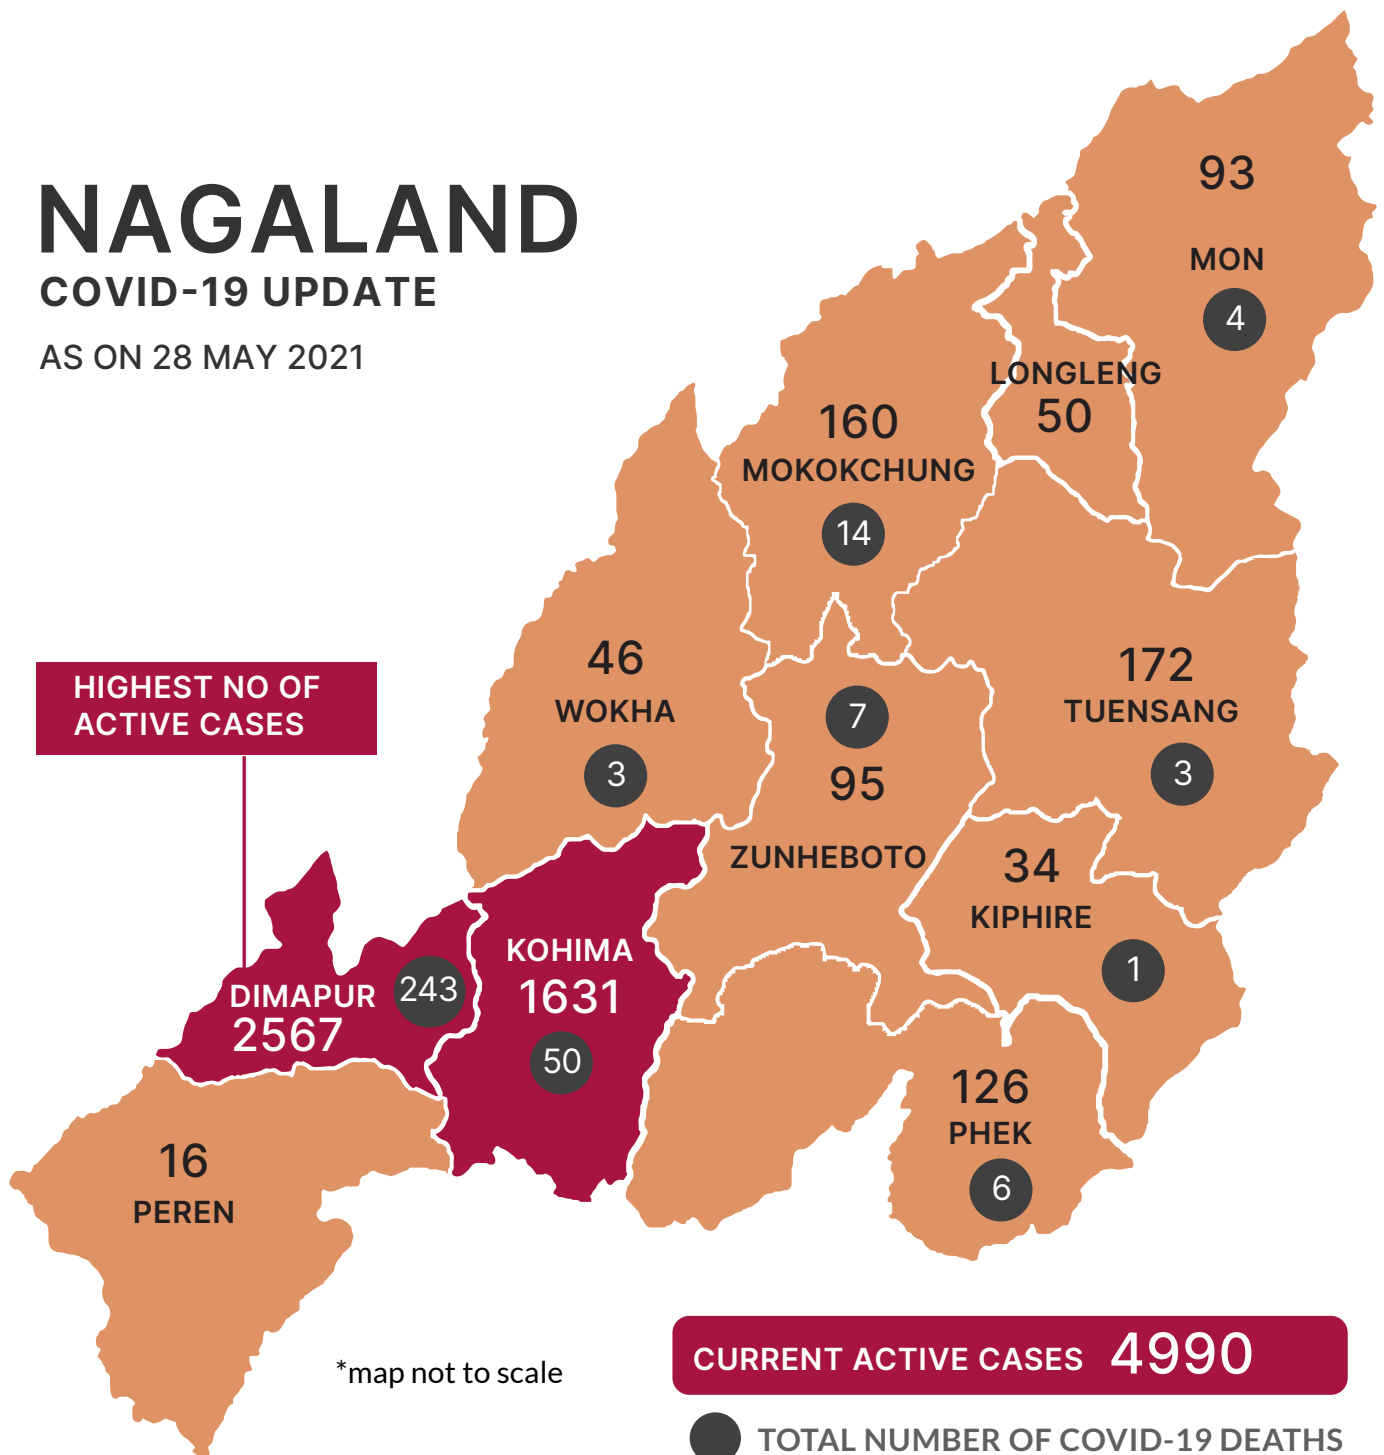 NAGALAND
COVID-19 UPDATE
AS ON 28 MAY 2021
93
MON
4
LONGLENG
50
160
MOKOKCHUNG
14
46
WOKHA
3
7
95
ZUNHEBOTO
172
TUENSANG
3
HIGHEST NO OF
ACTIVE CASES
34
KIPHIRE
1
KOHIMA
1631
50
DIMAPUR
2567
243
126
PHEK
6
16
PEREN
*map not to scale
CURRENT ACTIVE CASES 4990
TOTAL NUMBER OF COVID-19 DEATHS